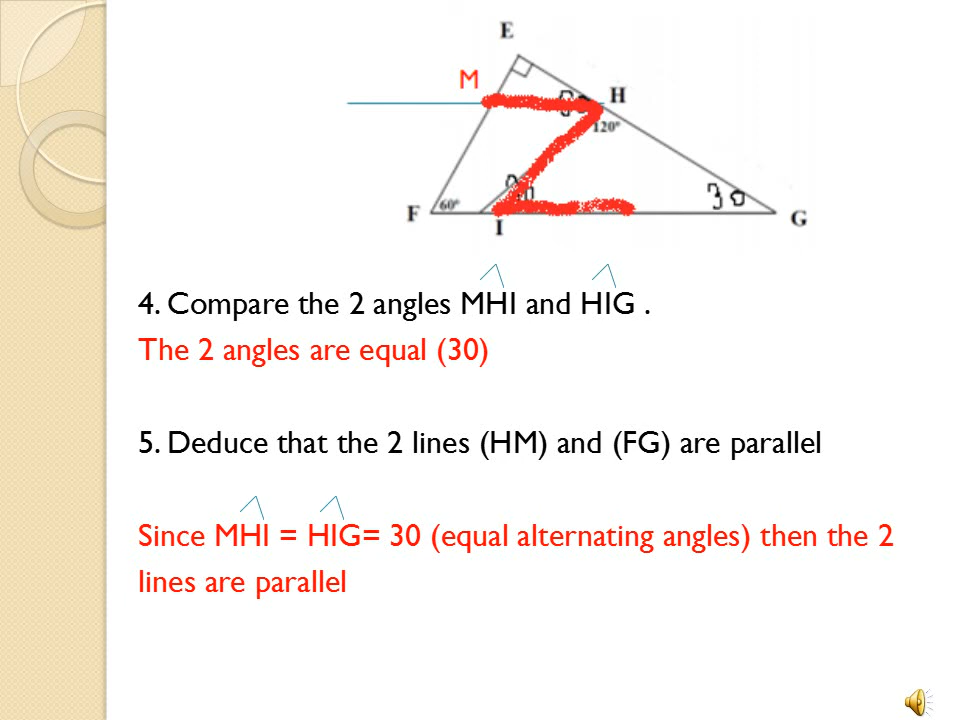 E
M
H
120°
F
60°
I
30
G
4. Compare the 2 angles MHI and HIG .
The 2 angles are equal (30)
5. Deduce that the 2 lines (HM) and (FG) are parallel
Since MHI = HIG= 30 (equal alternating angles) then the 2
lines are parallel